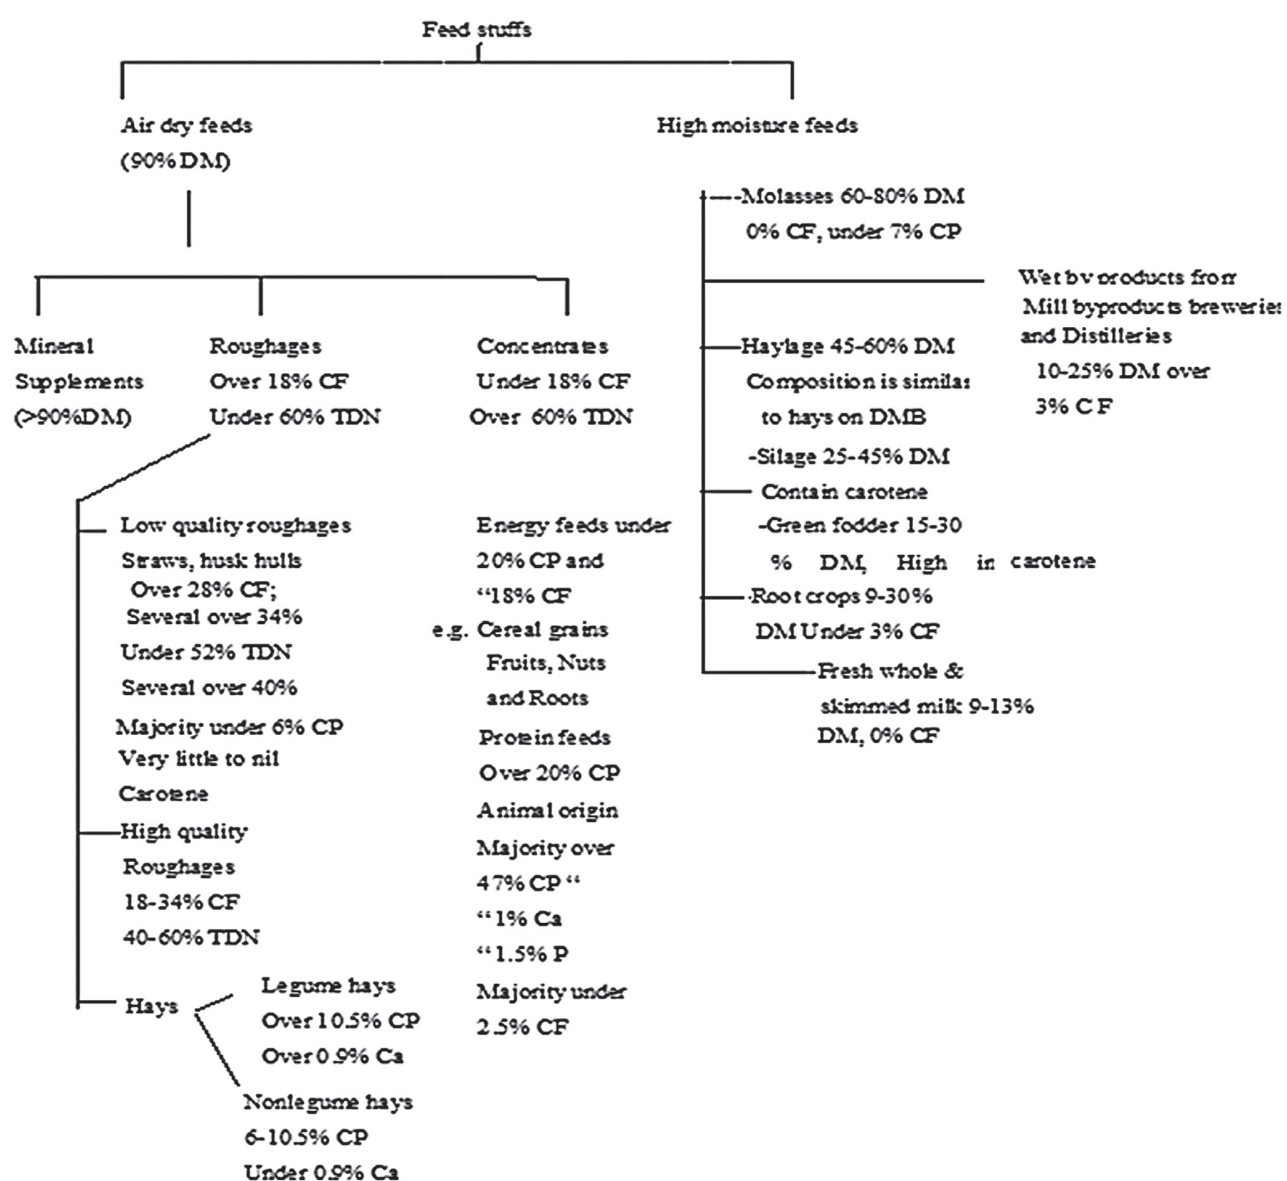 Feed stuffs
Air dry feeds
(90% DM)
High moisture feeds
Mineral
Supplements
(>90%DM)
Roughages
Over 18% CF
Under 60% TDN
Concentrates
Under 18% CF
Over 60% TDN
Low quality roughages
Straws, husk hulls
Over 28% CF;
Several over 34%
Under 52% TDN
Several over 40%
Majority under 6% CP
Very little to nil
Carotene
High quality
Roughages
18-34% CF
40-60% TDN
Hays
Legume hays
Over 10.5% CP
Over 0.9% Ca
Nonlegume hays
6-10.5% CP
Under 0.9% Ca
Energy feeds under
20% CP and
“18% CF
e.g. Cereal grains
Fruits, Nuts
and Roots
Protein feeds
Over 20% CP
Animal origin
Majority over
47% CP “
“1% Ca
“1.5% P
Majority under
2.5% CF
-Molasses 60-80% DM
0% CF, under 7% CP
Wet by products from
Mill byproducts breweries
and Distilleries
10-25% DM over
3% C F
Haylage 45-60% DM
Composition is similar
to hays on DMB
-Silage 25-45% DM
Contain carotene
-Green fodder 15-30
% DM, High in carotene
-Root crops 9-30%
DM Under 3% CF
Fresh whole &
skimmed milk 9-13%
DM, 0% CF